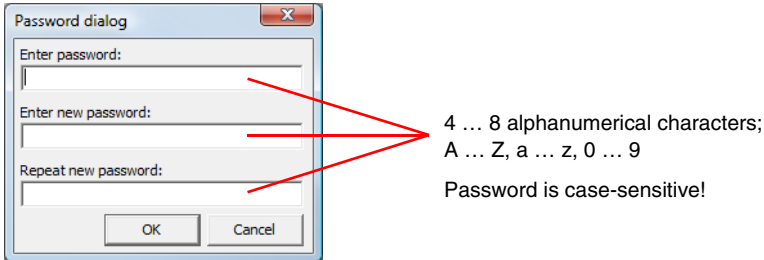 Password dialog
Enter password:
Enter new password:
Repeat new password:
OK Cancel
4 … 8 alphanumerical characters;
A … Z, a … z, 0 … 9
Password is case-sensitive!